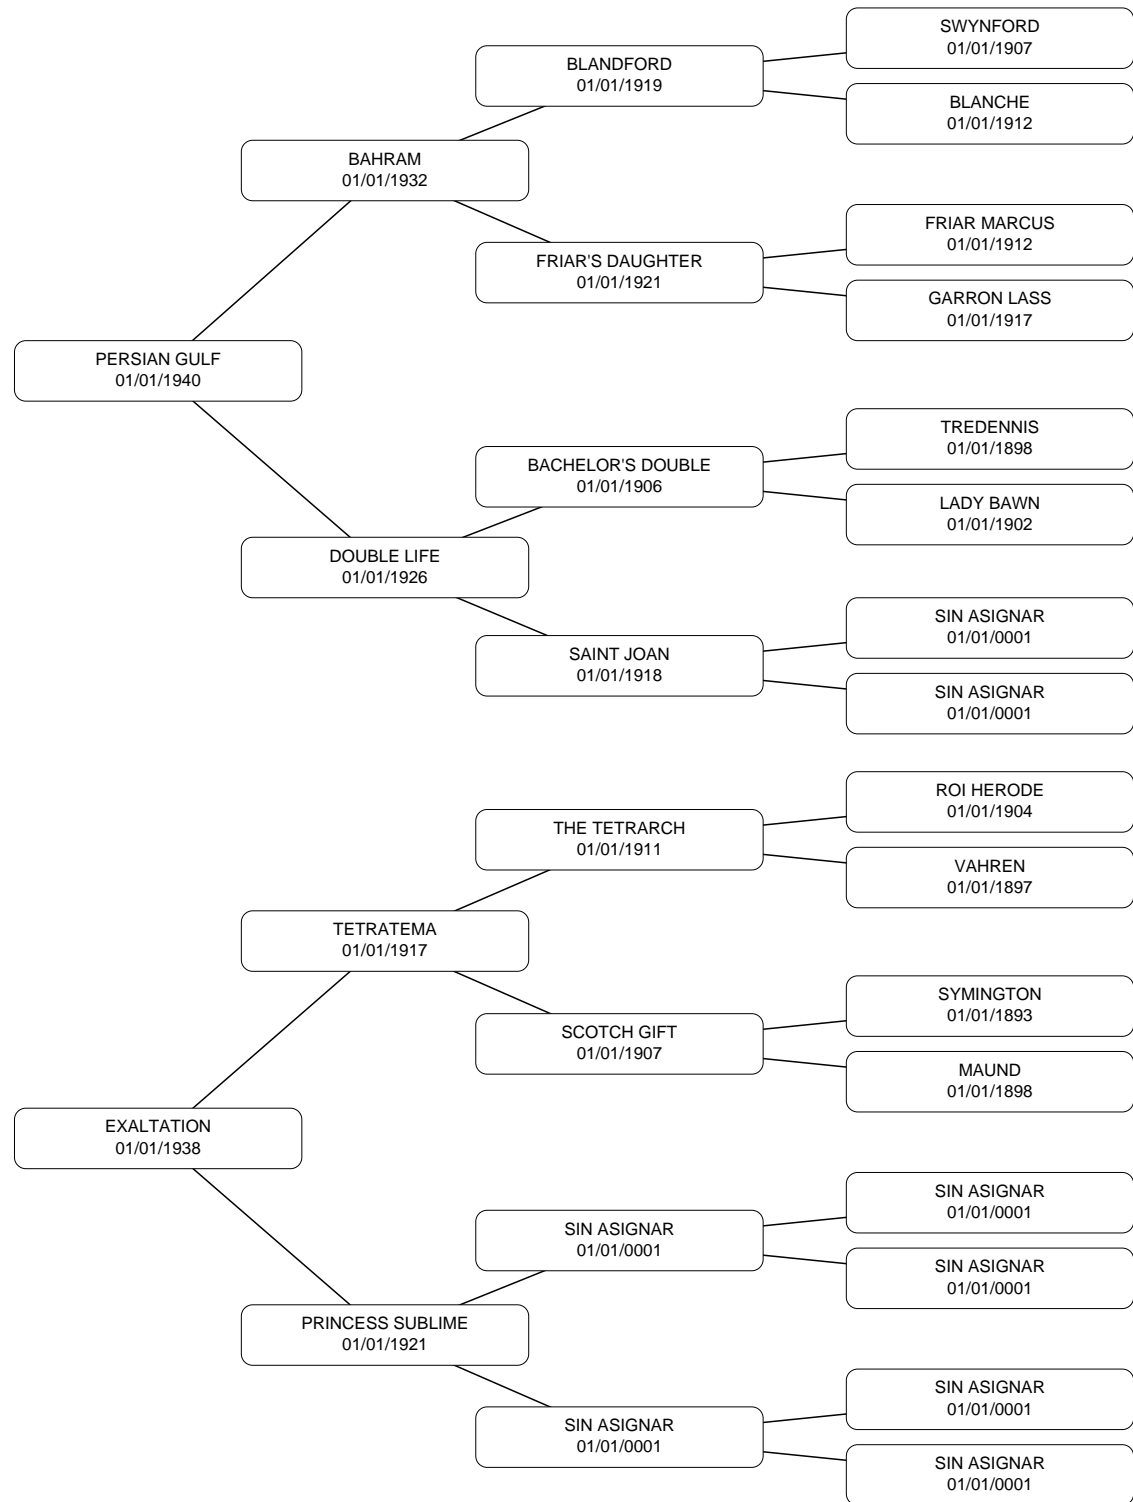 SWYNFORD
01/01/1907
BLANDFORD
01/01/1919
BLANCHE
01/01/1912
BAHRAM
01/01/1932
FRIAR MARCUS
01/01/1912
FRIAR'S DAUGHTER
01/01/1921
GARRON LASS
01/01/1917
PERSIAN GULF
01/01/1940
TREDENNIS
01/01/1898
BACHELOR'S DOUBLE
01/01/1906
LADY BAWN
01/01/1902
DOUBLE LIFE
01/01/1926
SIN ASIGNAR
01/01/0001
SAINT JOAN
01/01/1918
SIN ASIGNAR
01/01/0001
ROI HERODE
01/01/1904
THE TETRARCH
01/01/1911
VAHREN
01/01/1897
TETRATEMA
01/01/1917
SYMINGTON
01/01/1893
SCOTCH GIFT
01/01/1907
MAUND
01/01/1898
EXALTATION
01/01/1938
SIN ASIGNAR
01/01/0001
SIN ASIGNAR
01/01/0001
SIN ASIGNAR
01/01/0001
PRINCESS SUBLIME
01/01/1921
SIN ASIGNAR
01/01/0001
SIN ASIGNAR
01/01/0001
SIN ASIGNAR
01/01/0001